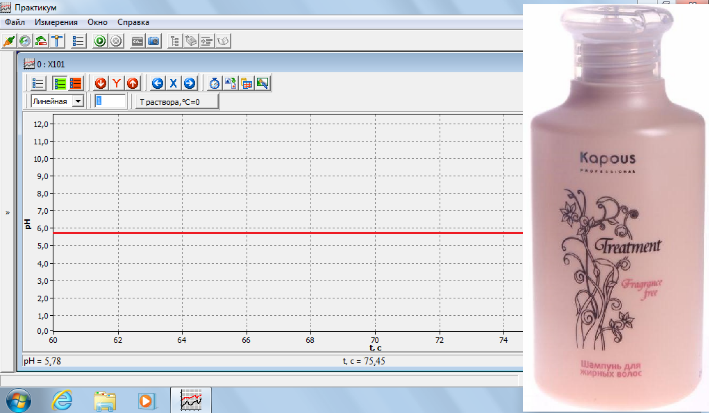 Практикум
Файл Измерения Окно Справка
0 : X101
Y X
Линейная 1 T раствора,°C=0
12,0
11,0
10,0
9,0
8,0
7,0
6,0
5,0
4,0
3,0
2,0
1,0
0,0
pH
60 62 64 66 68 70 72 74
t, c
pH = 5,78 t, c = 75,45
Kapous
PROFESSIONAL
Treatment
Fragrance
free
Шампунь для
жирных волос